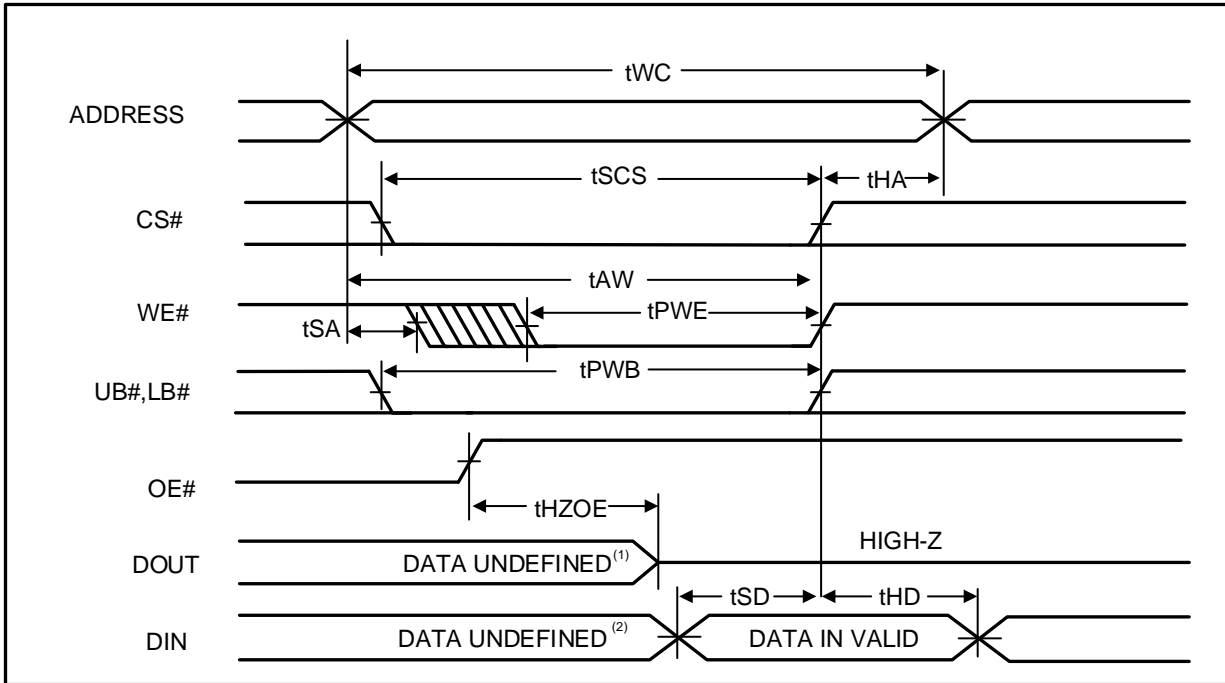 tWC
ADDRESS
tSCS
tHA
CS#
tAW
WE#
tSA
tPWE
tPWB
UB#,LB#
OE#
tHZOE
HIGH-Z
DOUT
DATA UNDEFINED(1)
tSD
tHD
DIN
DATA UNDEFINED (2)
DATA IN VALID